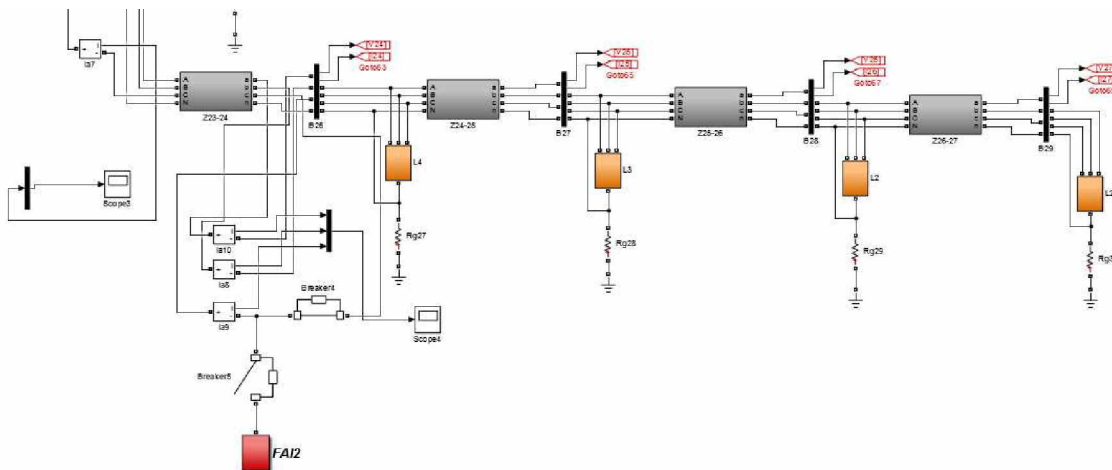 [V24]
[I24]
Goto63
Ia7
A
B
C
N
a
b
c
n
Z23-24
B26
A
B
C
N
a
b
c
n
Z24-25
[V25]
[I25]
Goto65
B27
A
B
C
N
a
b
c
n
Z25-26
[V26]
[I26]
Goto67
B28
A
B
C
N
a
b
c
n
Z26-27
B29
L4
L3
L2
Scope3
Ia10
Rg27
Rg28
Rg29
Ia8
Breaker4
Ia9
Scope4
Breaker5
FAI2